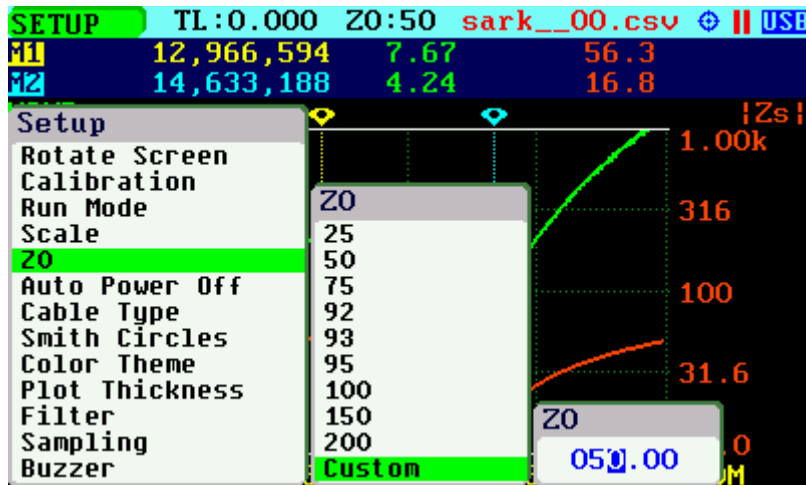 SETUP TL:0.000 Z0:50 sark__00.csv USB
M1 12,966,594 7.67 56.3
M2 14,633,188 4.24 16.8
|Zs|
Setup
Rotate Screen
Calibration
Run Mode
Scale
Z0
Auto Power Off
Cable Type
Smith Circles
Color Theme
Plot Thickness
Filter
Sampling
Buzzer
Z0
25
50
75
92
93
95
100
150
200
Custom
Z0
050.00
1.00k
316
100
31.6
.0